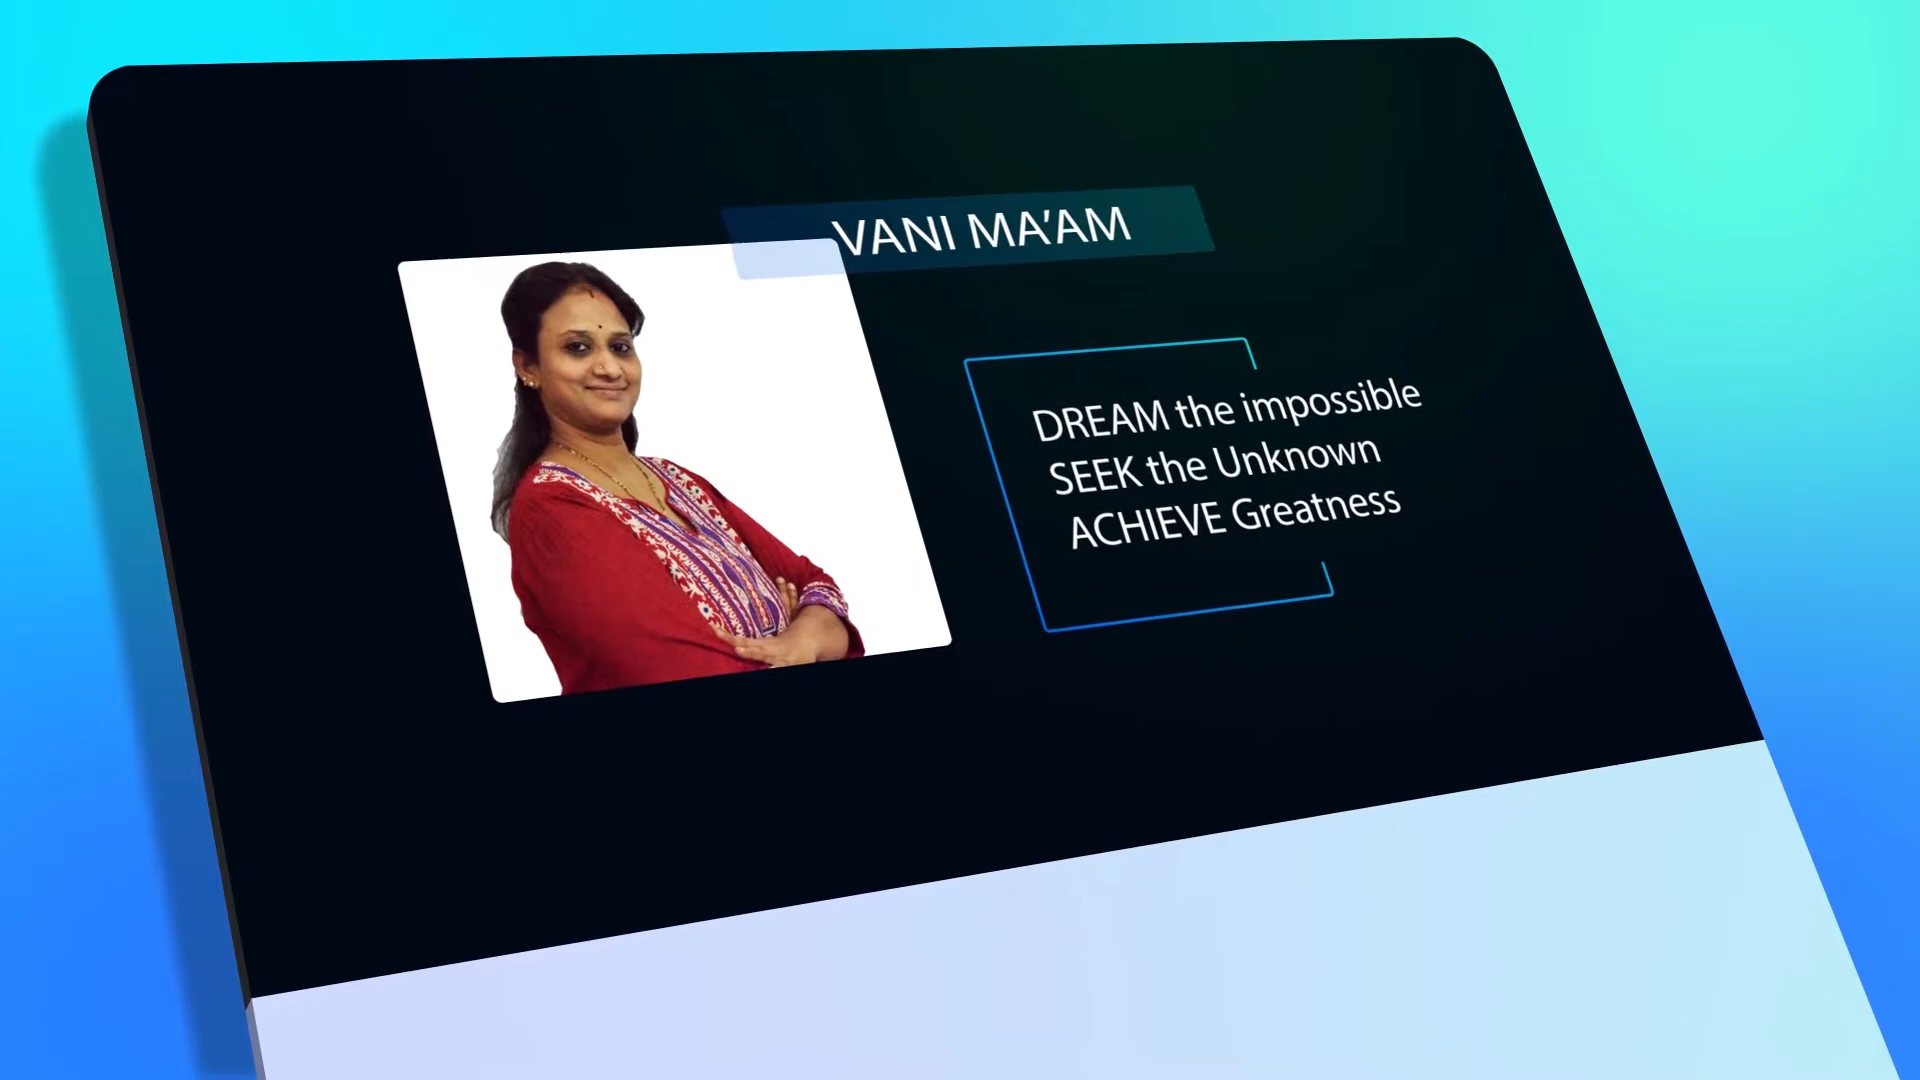 VANI MA'AM
DREAM the impossible
SEEK the Unknown
ACHIEVE Greatness